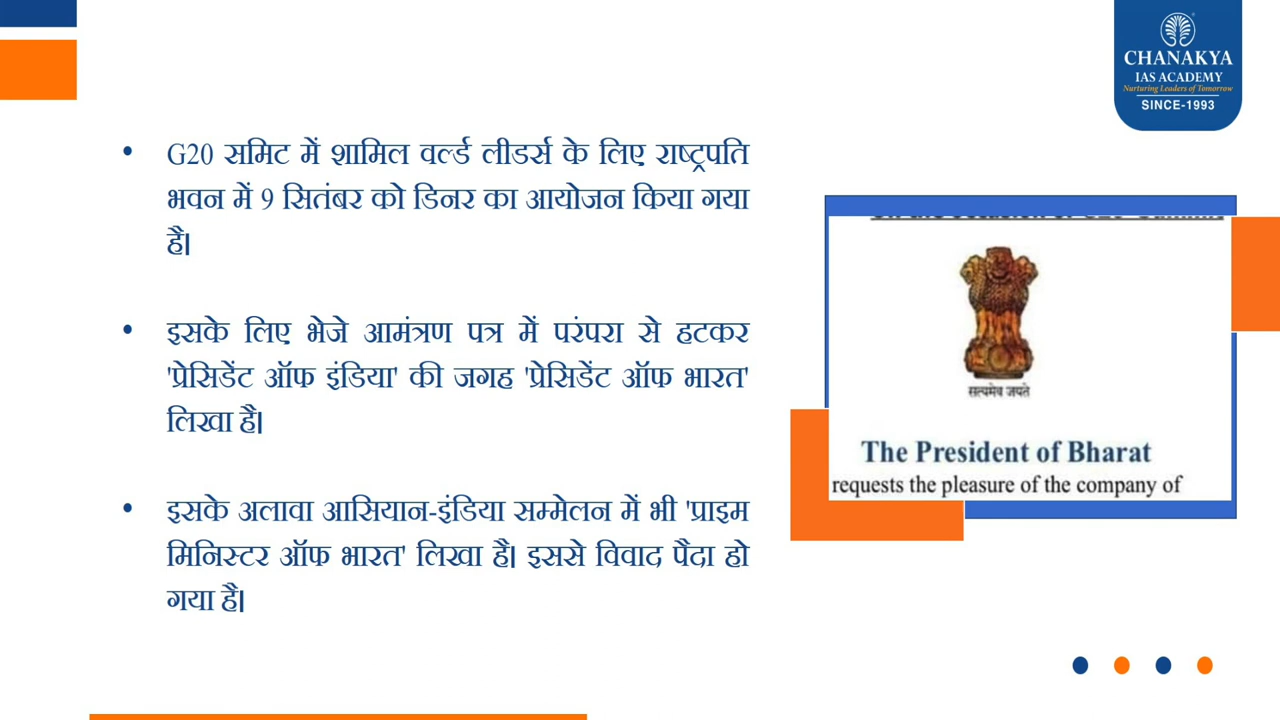 CHANAKYA
IAS ACADEMY
Nurturing Leaders of Tomorrow
SINCE-1993
• G20 समिट में शामिल वर्ल्ड लीडर्स के लिए राष्ट्रपति
भवन में 9 सितंबर को डिनर का आयोजन किया गया
है।
• इसके लिए भेजे आमंत्रण पत्र में परंपरा से हटकर
'प्रेसिडेंट ऑफ इंडिया' की जगह 'प्रेसिडेंट ऑफ भारत'
लिखा है।
• इसके अलावा आसियान-इंडिया सम्मेलन में भी 'प्राइम
मिनिस्टर ऑफ भारत' लिखा है। इससे विवाद पैदा हो
गया है।
सत्यमेव जयते
The President of Bharat
requests the pleasure of the company of